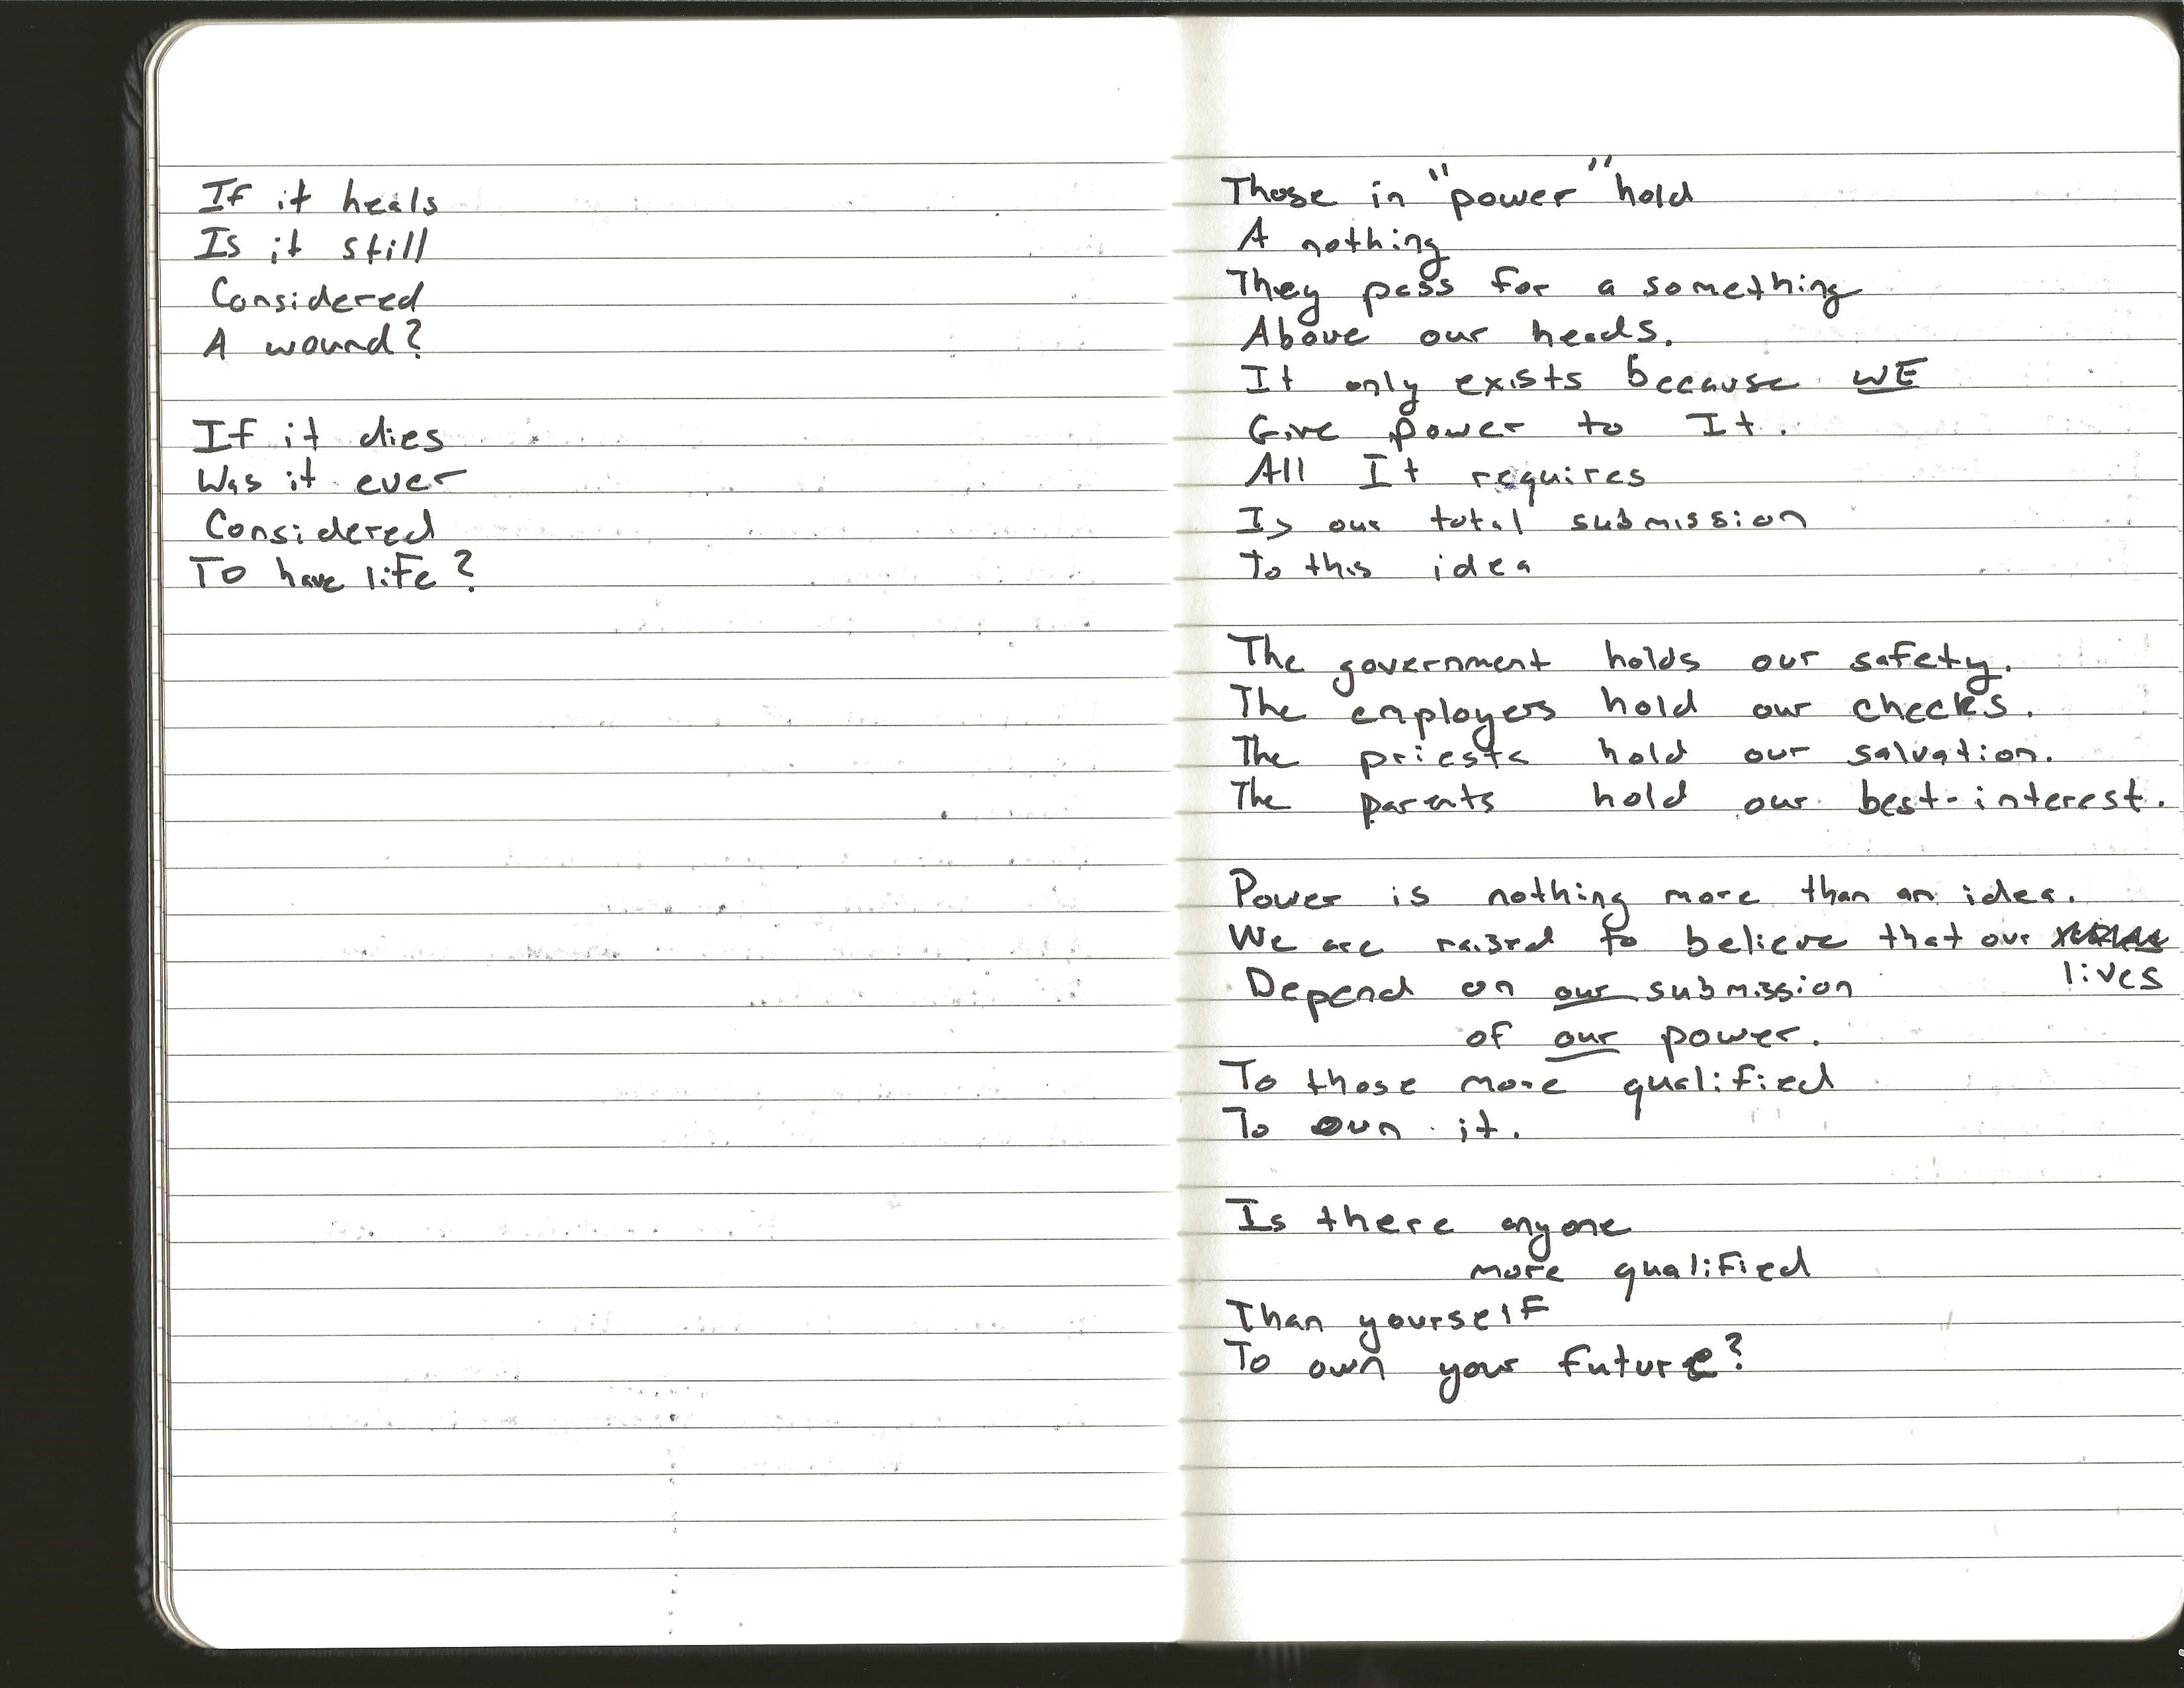 If it heals
Is it still
Considered
A wound?
If it dies
Was it ever
Considered
To have life?
Those in "power" hold
A nothing
They pass for a something
Above our heads.
It only exists because WE
Give power to It.
All It requires
Is our total submission
To this idea
The government holds our safety.
The employers hold our checks.
The priests hold our salvation.
The parents hold our best-interest.
Power is nothing more than an idea.
We are raised to believe that our
lives
Depend on our submission
of our power.
To those more qualified
To own it.
Is there anyone
more qualified
Than yourself
To own your future?